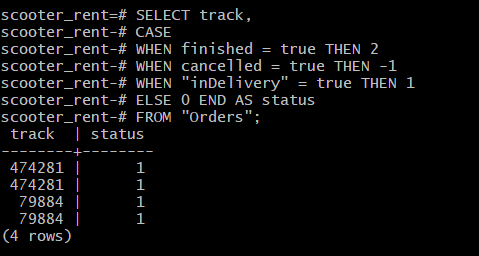 scooter_rent=# SELECT track,
scooter_rent-# CASE
scooter_rent-# WHEN finished = true THEN 2
scooter_rent-# WHEN cancelled = true THEN -1
scooter_rent-# WHEN "inDelivery" = true THEN 1
scooter_rent-# ELSE 0 END AS status
scooter_rent-# FROM "Orders";
 track  | status
--------+--------
 474281 |      1
 474281 |      1
  79884 |      1
  79884 |      1
(4 rows)